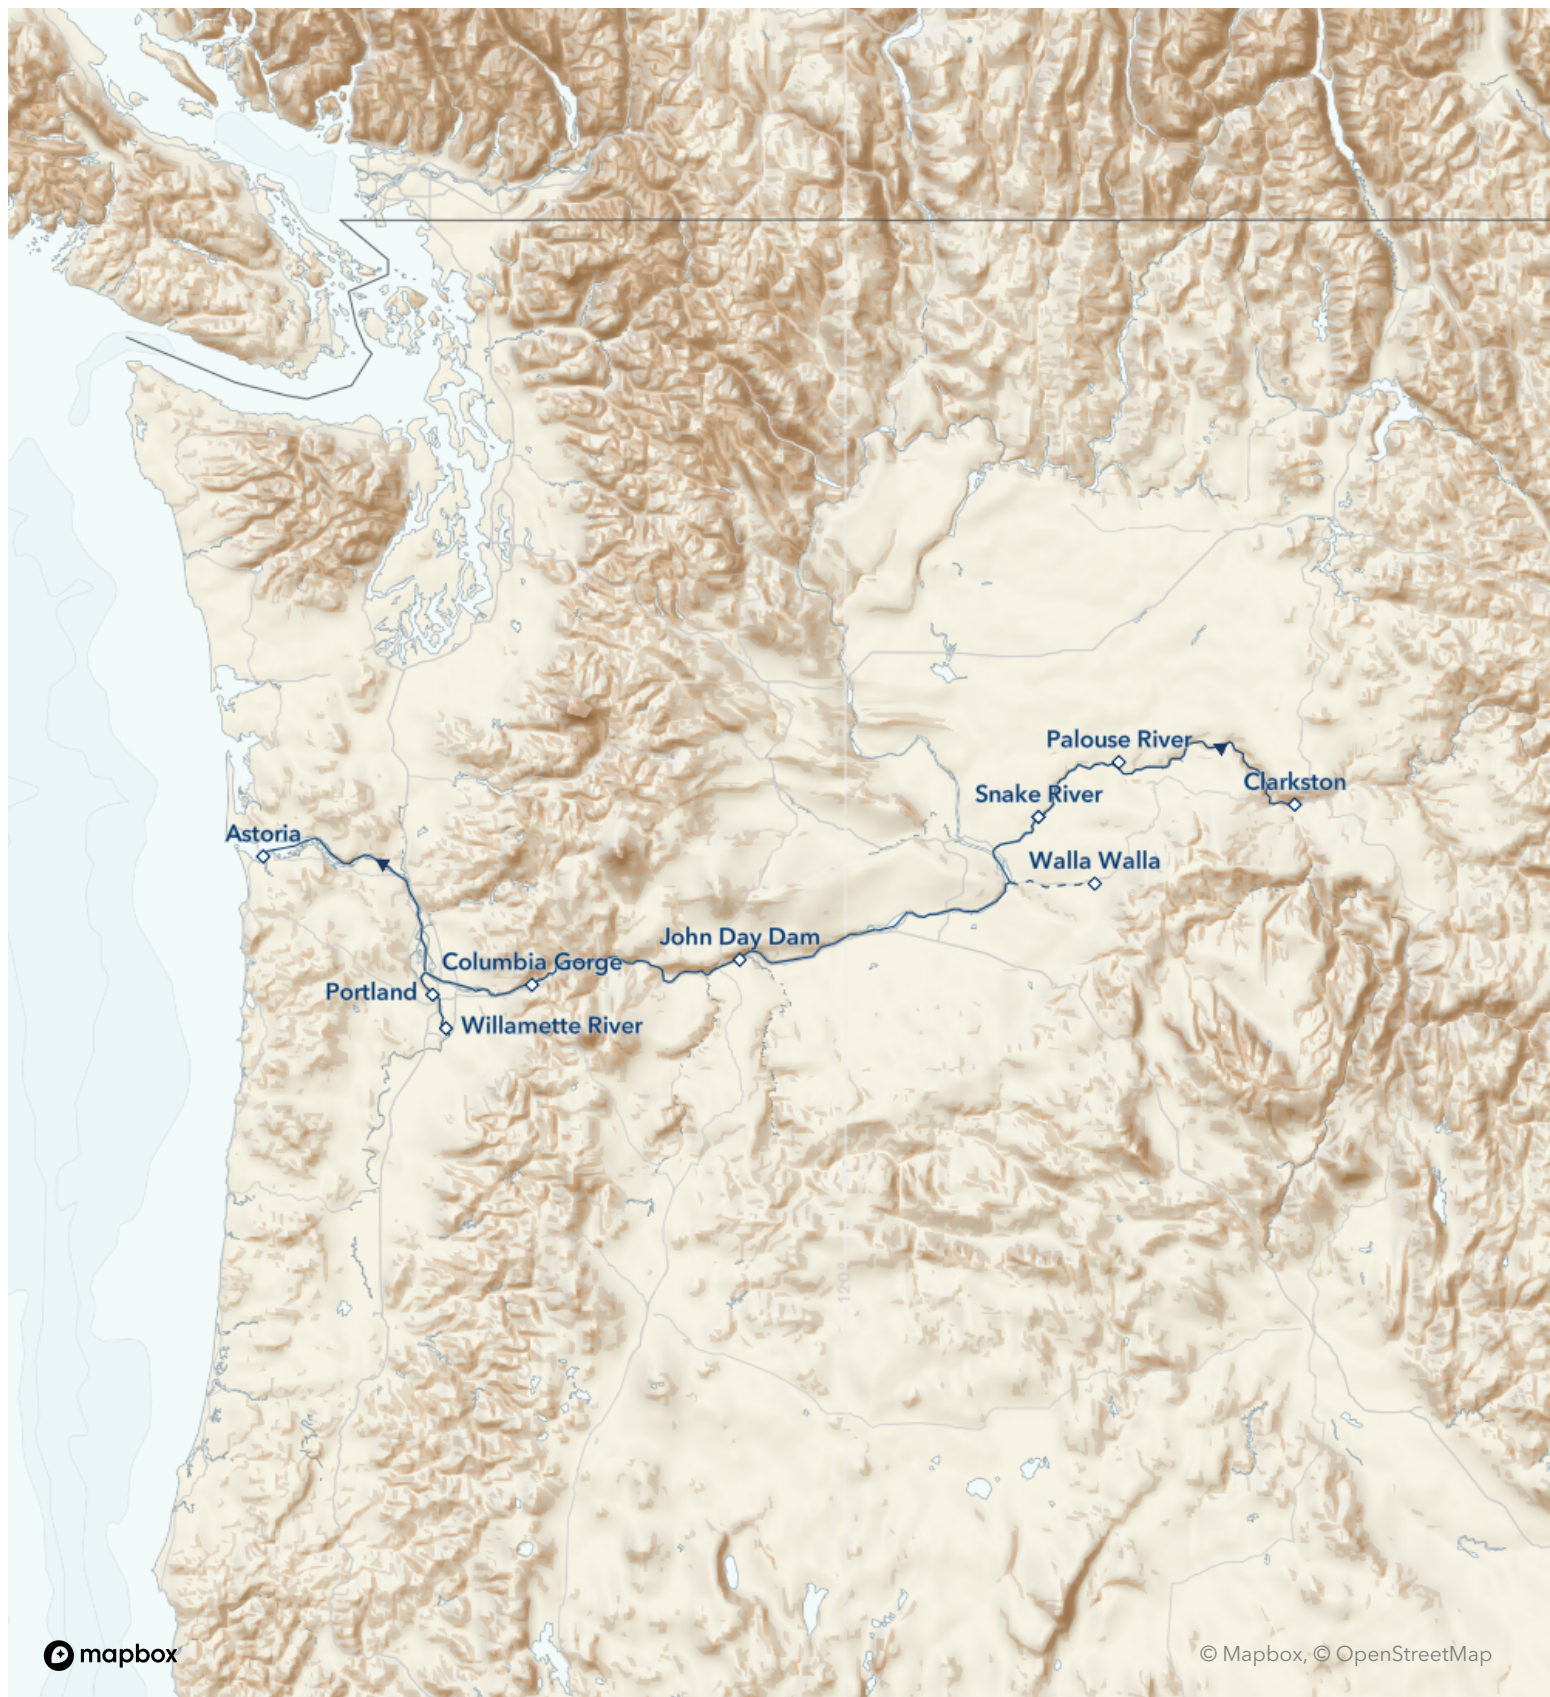 Palouse River
Clarkston
Snake River
Astoria
Walla Walla
John Day Dam
Columbia Gorge
Portland
Willamette River
120°
mapbox
© Mapbox, © OpenStreetMap